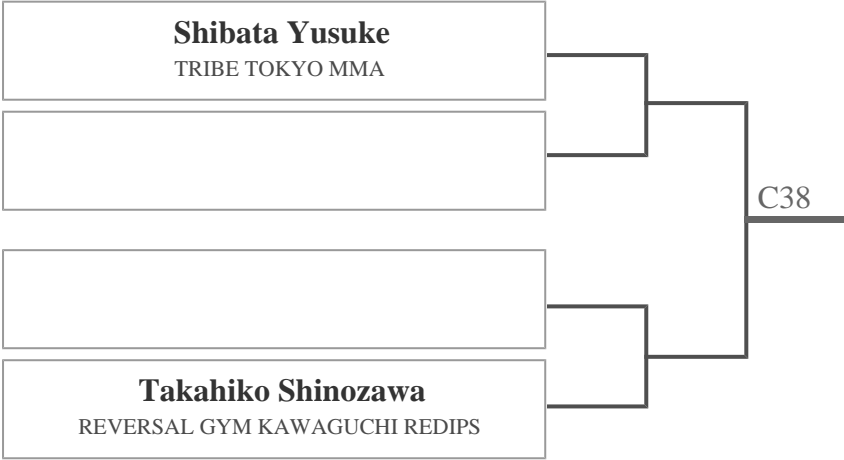 Shibata Yusuke
TRIBE TOKYO MMA
C38
Takahiko Shinozawa
REVERSAL GYM KAWAGUCHI REDIPS